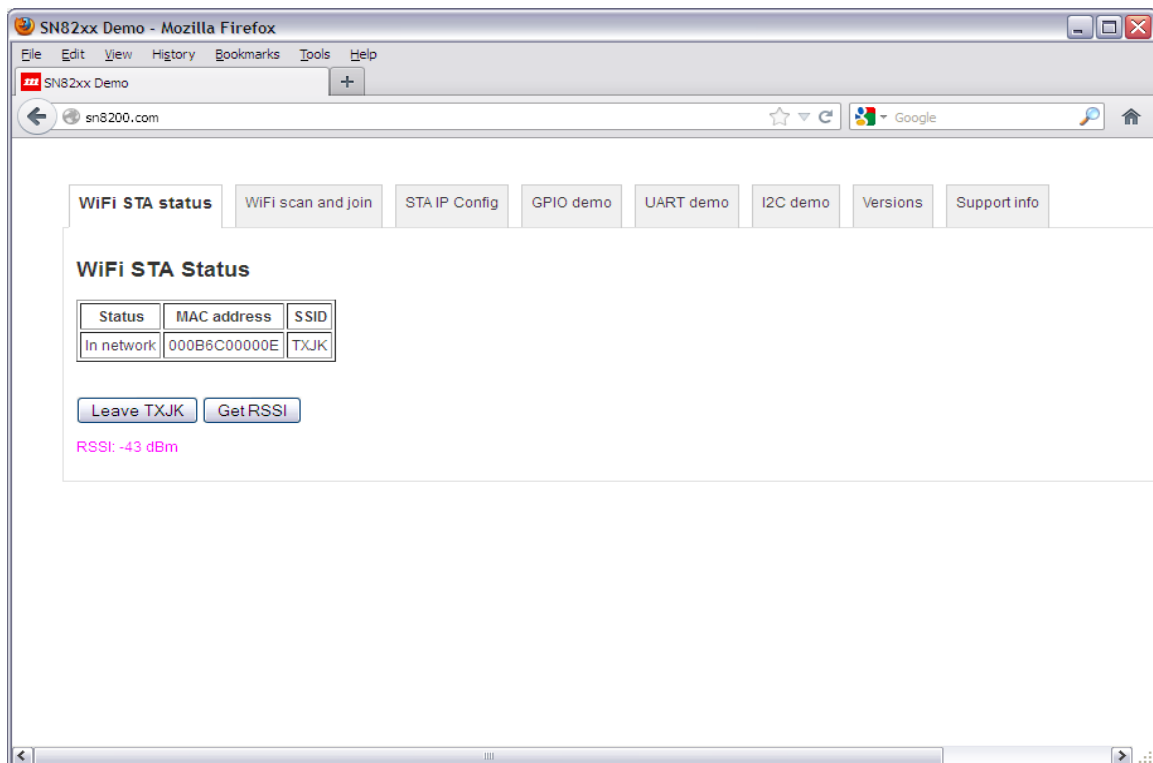 SN82xx Demo - Mozilla Firefox
File Edit View History Bookmarks Tools Help
m SN82xx Demo +
sn8200.com Google
WiFi STA status WiFi scan and join STA IP Config GPIO demo UART demo I2C demo Versions Support info
WiFi STA Status
Status MAC address SSID
In network 000B6C00000E TXJK
Leave TXJK Get RSSI
RSSI: -43 dBm